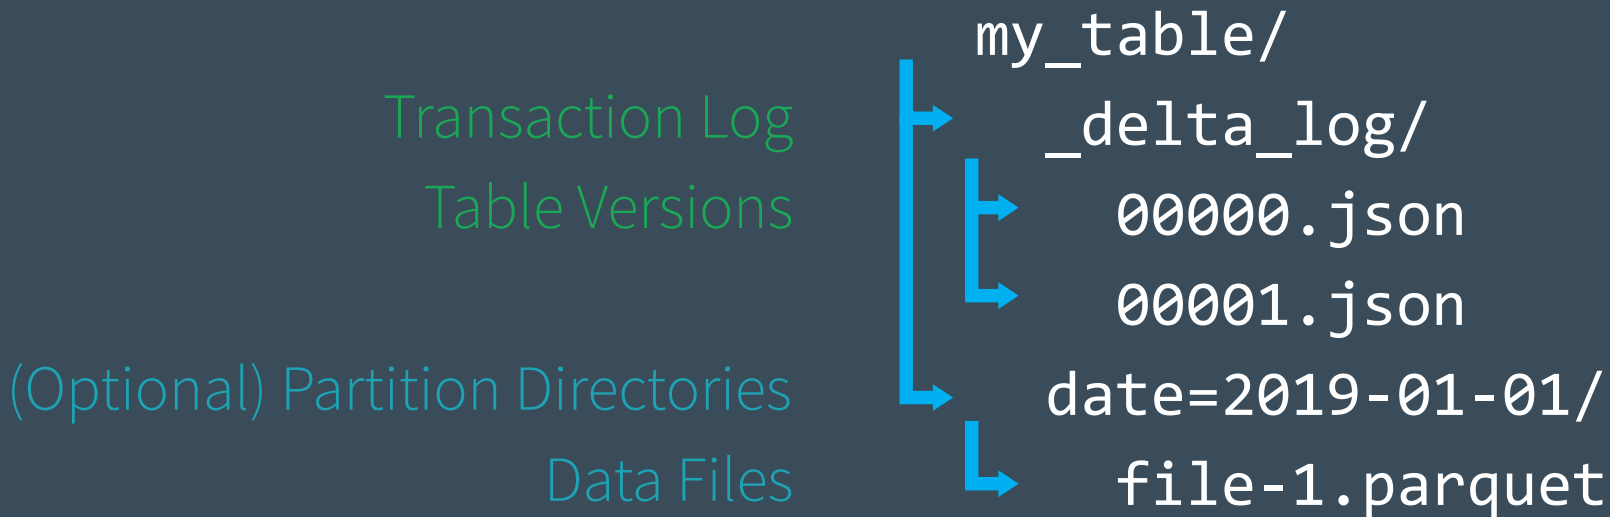 my_table/
Transaction Log _delta_log/
Table Versions 00000.json
00001.json
(Optional) Partition Directories date=2019-01-01/
Data Files file-1.parquet